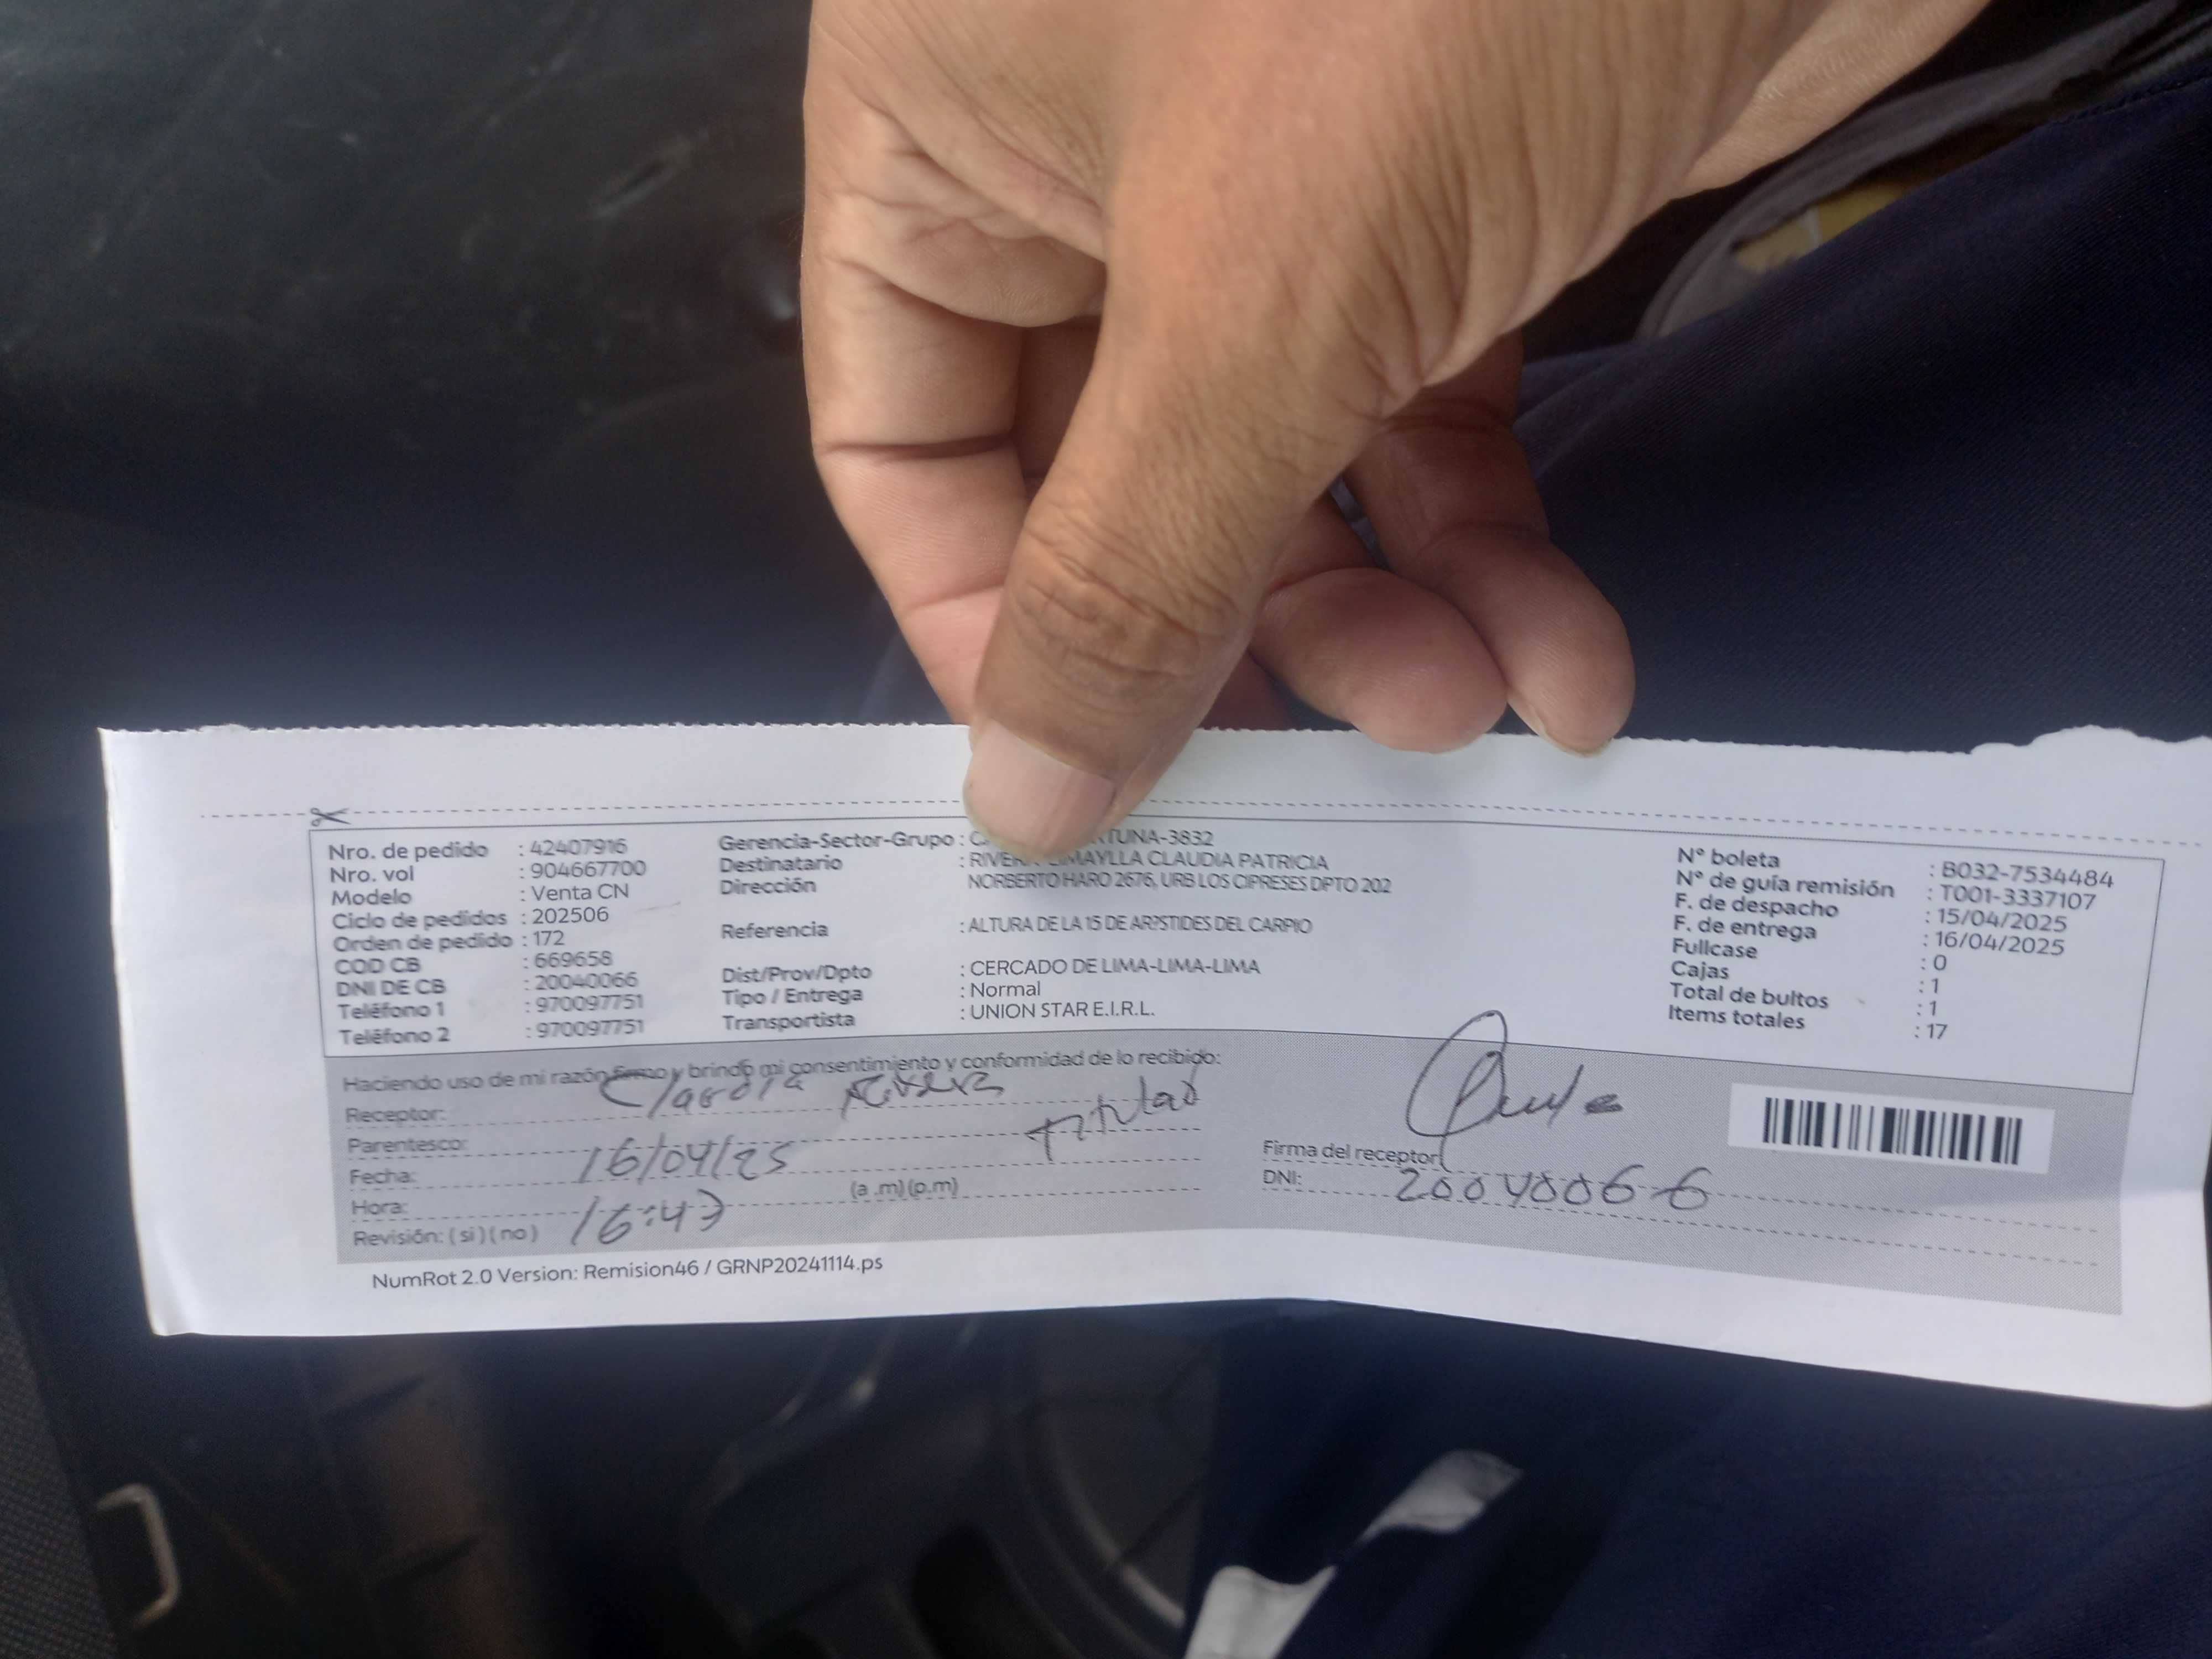 Nro. de pedido : 42407916
Nro. vol : 904667700
Modelo : Venta CN
Ciclo de pedidos : 202506
Orden de pedido : 172
COD CB : 669658
DNI DE CB : 20040066
Teléfono 1 : 970097751
Teléfono 2 : 970097751
Gerencia-Sector-Grupo : -3832
Destinatario : CLAUDIA PATRICIA
Dirección NORBERTO HARO 2676, URB LOS CIPRESES DPTO 202
Referencia : ALTURA DE LA 15 DE AR?STIDES DEL CARPIO
Dist/Prov/Dpto : CERCADO DE LIMA-LIMA-LIMA
Tipo / Entrega : Normal
Transportista : UNION STAR E.I.R.L.
N° boleta : B032-7534484
N° de guía remisión : T001-3337107
F. de despacho : 15/04/2025
F. de entrega : 16/04/2025
Fullcase : 0
Cajas : 1
Total de bultos : 1
Items totales : 17
Haciendo uso de mi razón firmo y brindo mi consentimiento y conformidad de lo recibido:
Receptor: Claudia Rivera
Parentesco: titular
Fecha: 16/04/25
Hora: 16:47 (a .m) (p.m)
Revisión: ( si ) ( no )
Firma del receptor
DNI: 20040066
NumRot 2.0 Version: Remision46 / GRNP20241114.ps